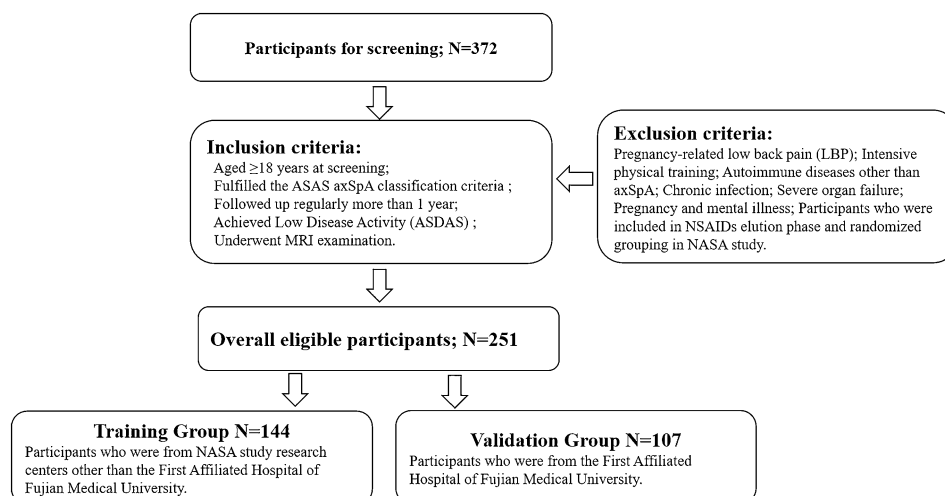 Participants for screening; N=372
Inclusion criteria:
Aged ≥18 years at screening;
Fulfilled the ASAS axSpA classification criteria ;
Followed up regularly more than 1 year;
Achieved Low Disease Activity (ASDAS) ;
Underwent MRI examination.
Exclusion criteria:
Pregnancy-related low back pain (LBP); Intensive
physical training; Autoimmune diseases other than
axSpA; Chronic infection; Severe organ failure;
Pregnancy and mental illness; Participants who were
included in NSAIDs elution phase and randomized
grouping in NASA study.
Overall eligible participants; N=251
Training Group N=144
Participants who were from NASA study research
centers other than the First Affiliated Hospital of
Fujian Medical University.
Validation Group N=107
Participants who were from the First Affiliated
Hospital of Fujian Medical University.